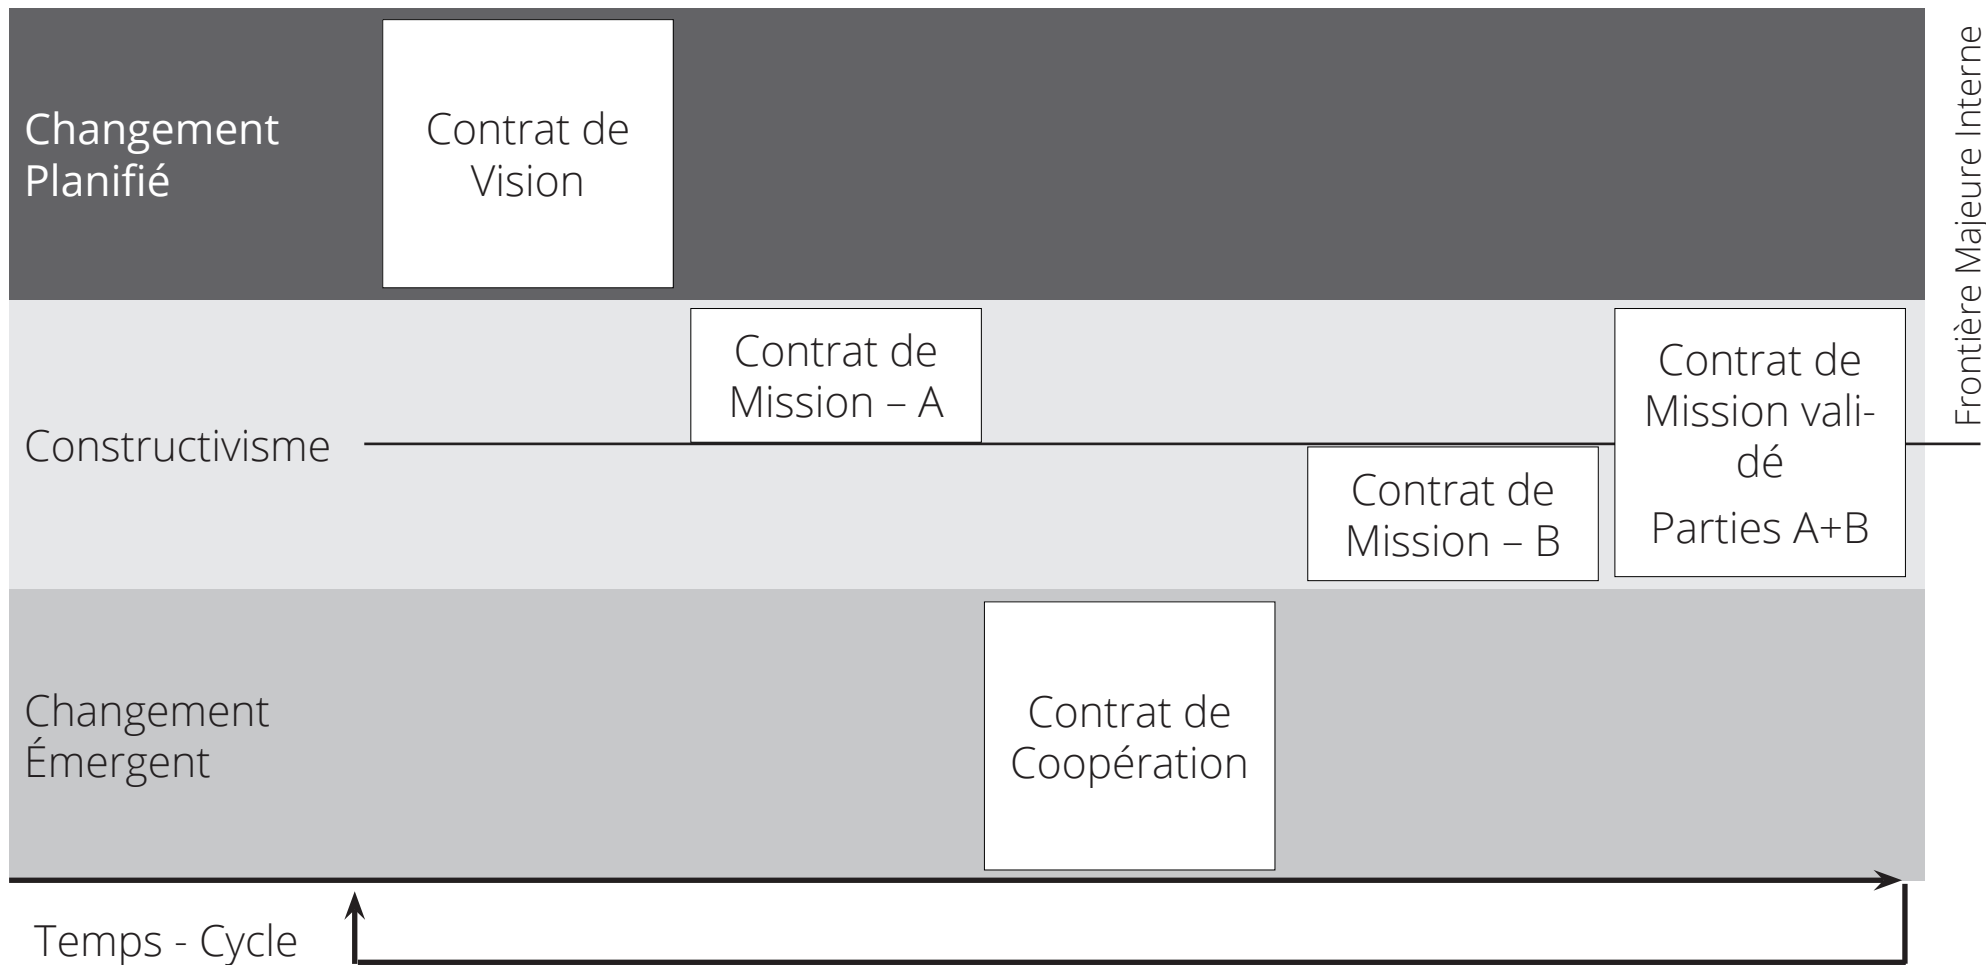 Changement
Planifié
Contrat de
Vision
Frontière Majeure Interne
Constructivisme
Contrat de
Mission – A
Contrat de
Mission – B
Contrat de
Mission vali-
dé
Parties A+B
Changement
Émergent
Contrat de
Coopération
Temps - Cycle